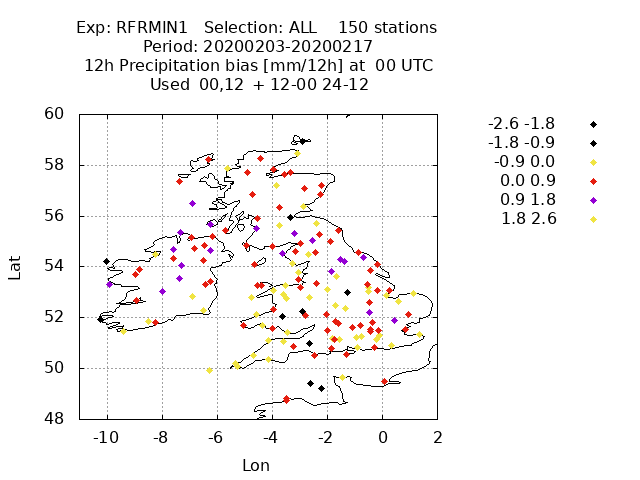 Exp: RFRMIN1 Selection: ALL 150 stations
Period: 20200203-20200217
12h Precipitation bias [mm/12h] at 00 UTC
Used 00,12 + 12-00 24-12
-2.6 -1.8
-1.8 -0.9
-0.9 0.0
0.0 0.9
0.9 1.8
1.8 2.6
60
58
56
54
52
50
48
Lat
-10 -8 -6 -4 -2 0 2
Lon